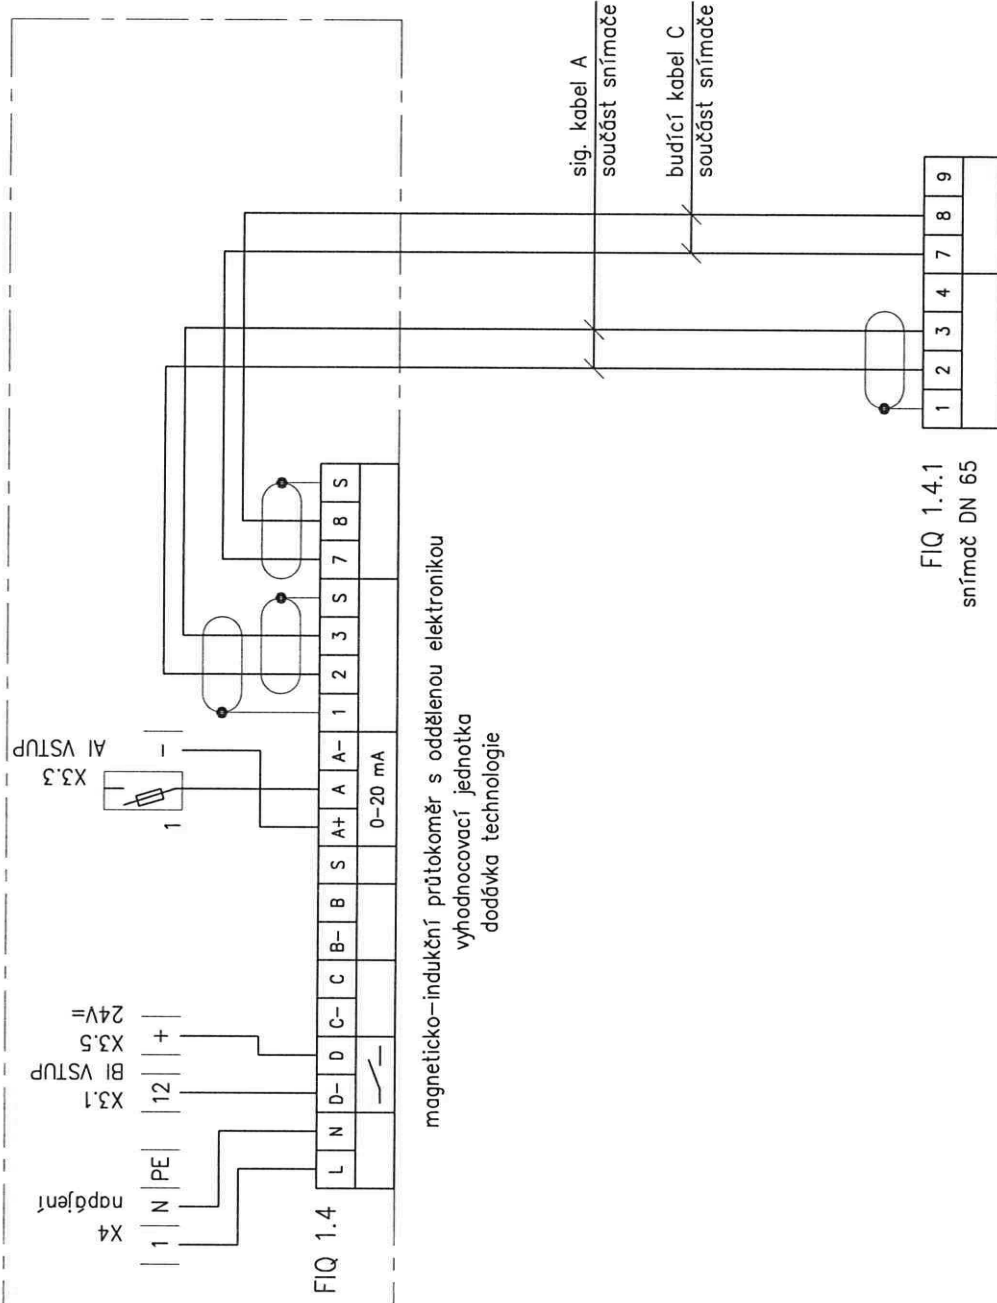 X4
napájení
1
N
PE
X3.1
BI VSTUP
12
X3.5
24V=
+
X3.3
AI VSTUP
1
–
FIQ 1.4
L
N
D–
D
C–
C
B–
B
S
A+
A
A–
1
2
3
S
7
8
S
0–20 mA
magneticko–indukční průtokoměr s oddělenou elektronikou
vyhodnocovací jednotka
dodávka technologie
sig. kabel A
součást snímače
budící kabel C
součást snímače
1
2
3
4
7
8
9
FIQ 1.4.1
snímač DN 65